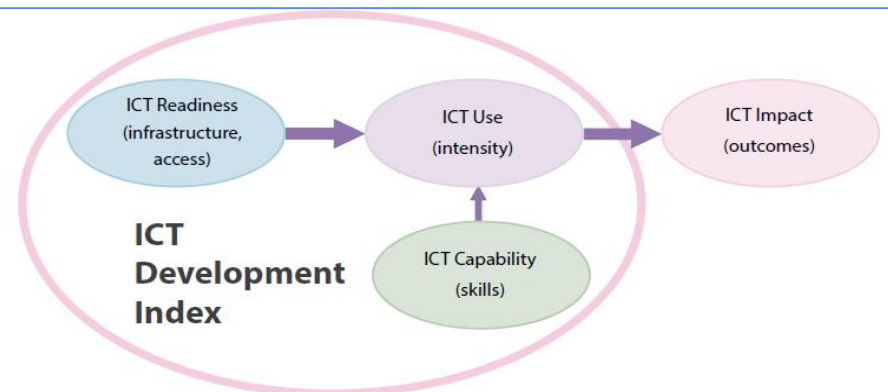 ICT Readiness
(infrastructure,
access)
ICT Use
(intensity)
ICT Impact
(outcomes)
ICT
Development
Index
ICT Capability
(skills)